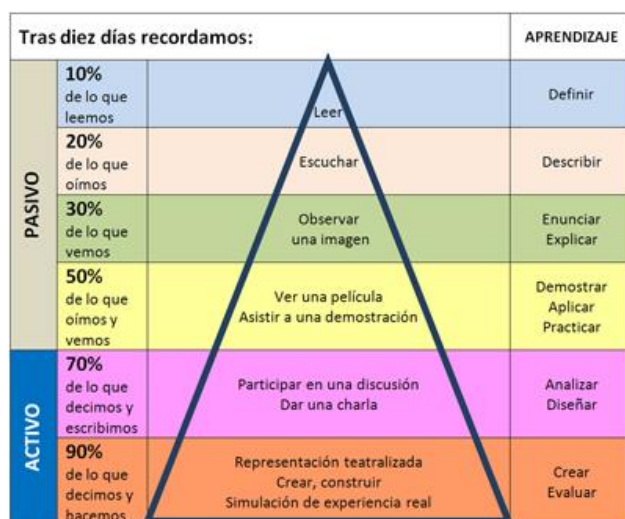 Tras diez días recordamos:
APRENDIZAJE
PASIVO
10%
de lo que
leemos
Leer
Definir
20%
de lo que
oímos
Escuchar
Describir
30%
de lo que
vemos
Observar
una imagen
Enunciar
Explicar
50%
de lo que
oímos y
vemos
Ver una película
Asistir a una demostración
Demostrar
Aplicar
Practicar
ACTIVO
70%
de lo que
decimos y
escribimos
Participar en una discusión
Dar una charla
Analizar
Diseñar
90%
de lo que
decimos y
hacemos
Representación teatralizada
Crear, construir
Simulación de experiencia real
Crear
Evaluar